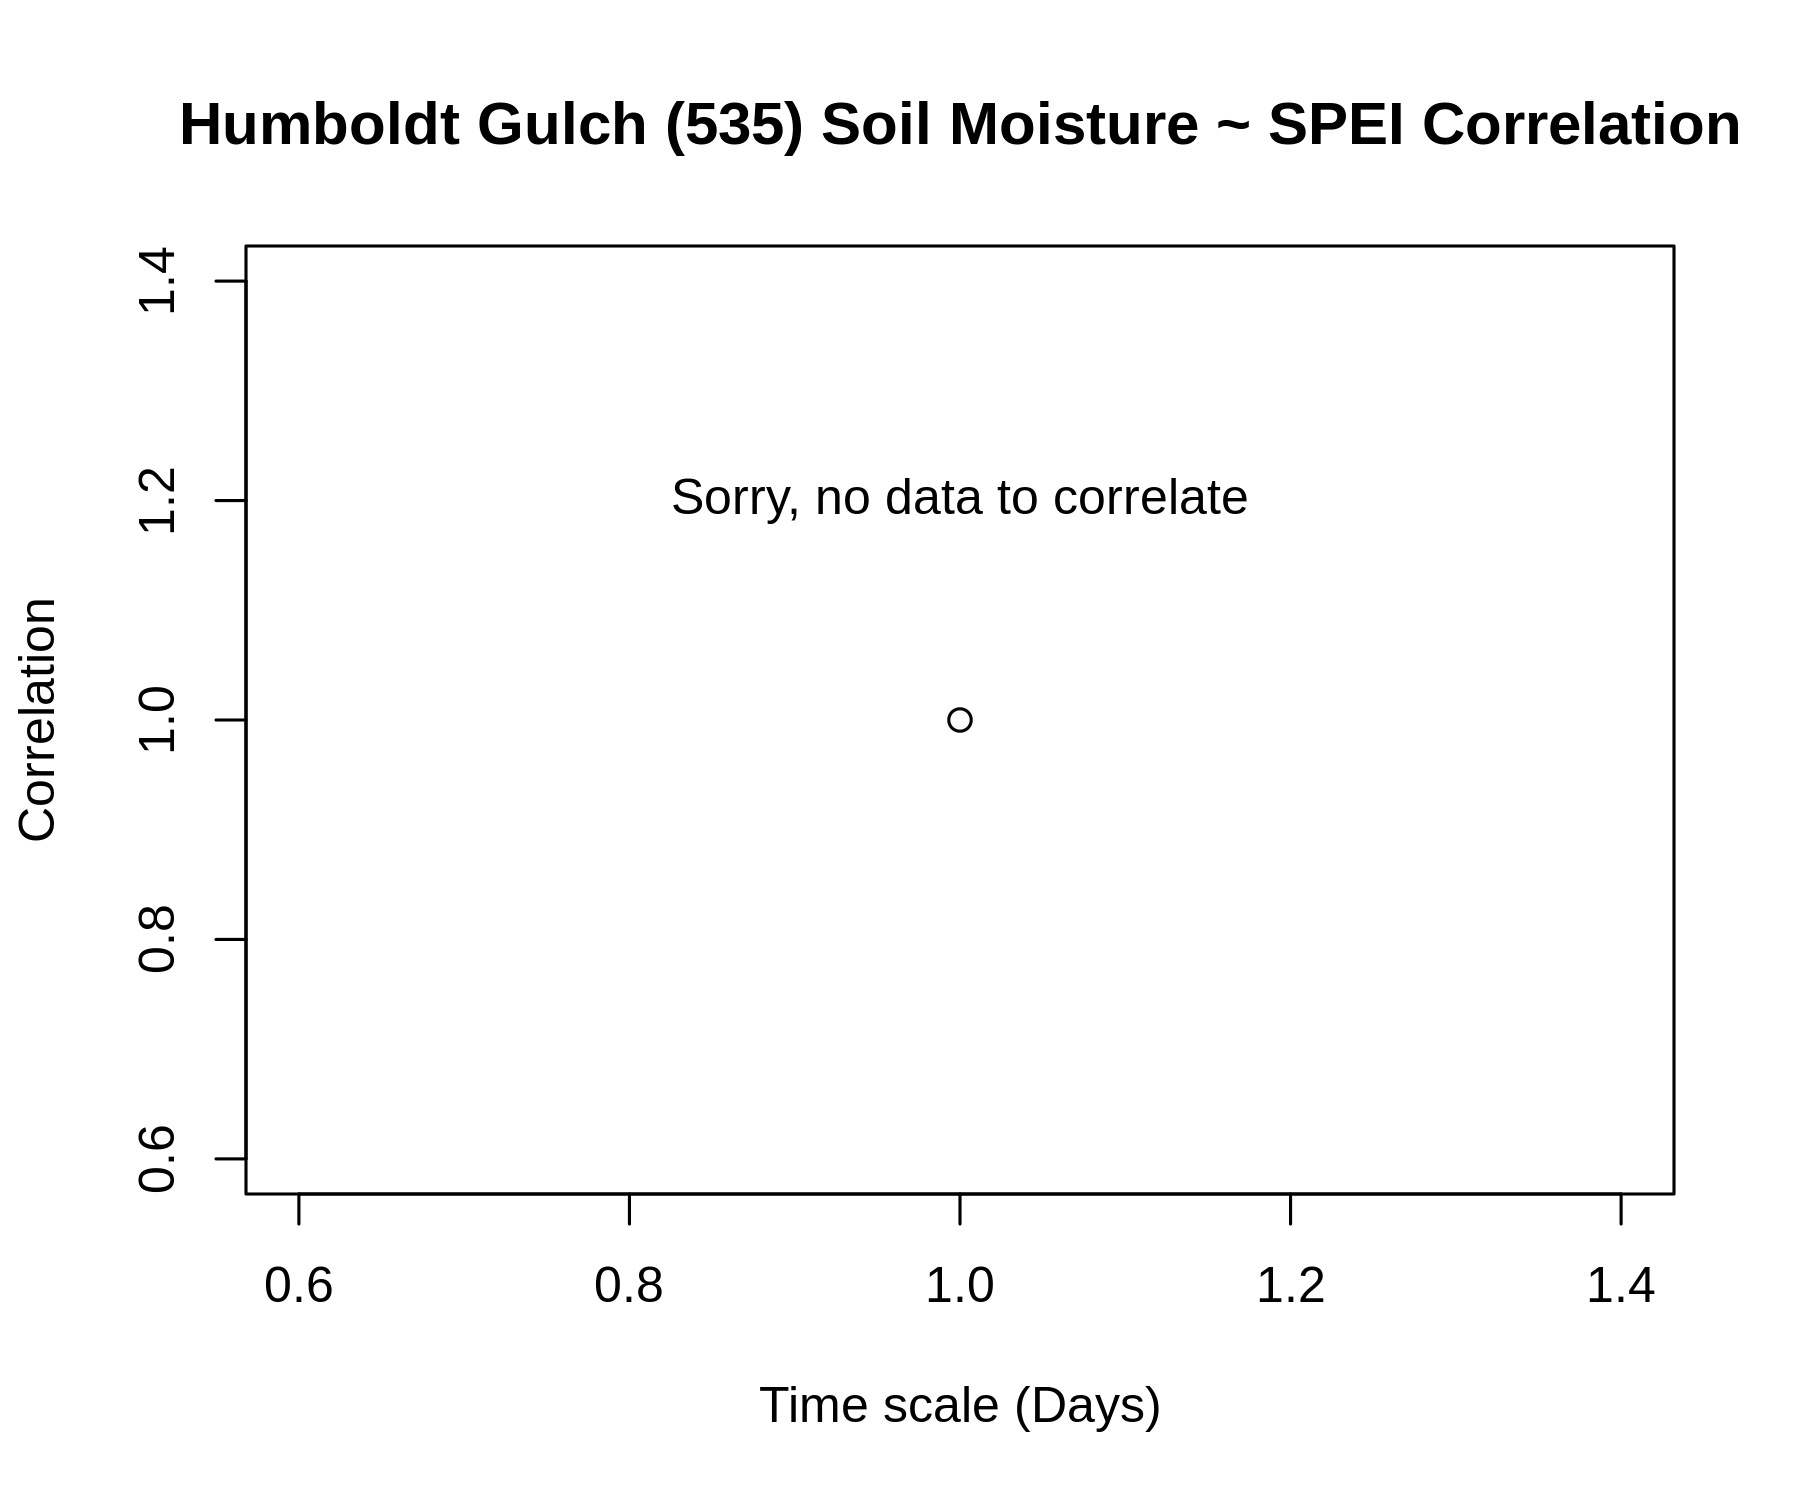 Humboldt Gulch (535) Soil Moisture ~ SPEI Correlation
1.4
1.2
1.0
0.8
0.6
Correlation
Sorry, no data to correlate
0.6 0.8 1.0 1.2 1.4
Time scale (Days)